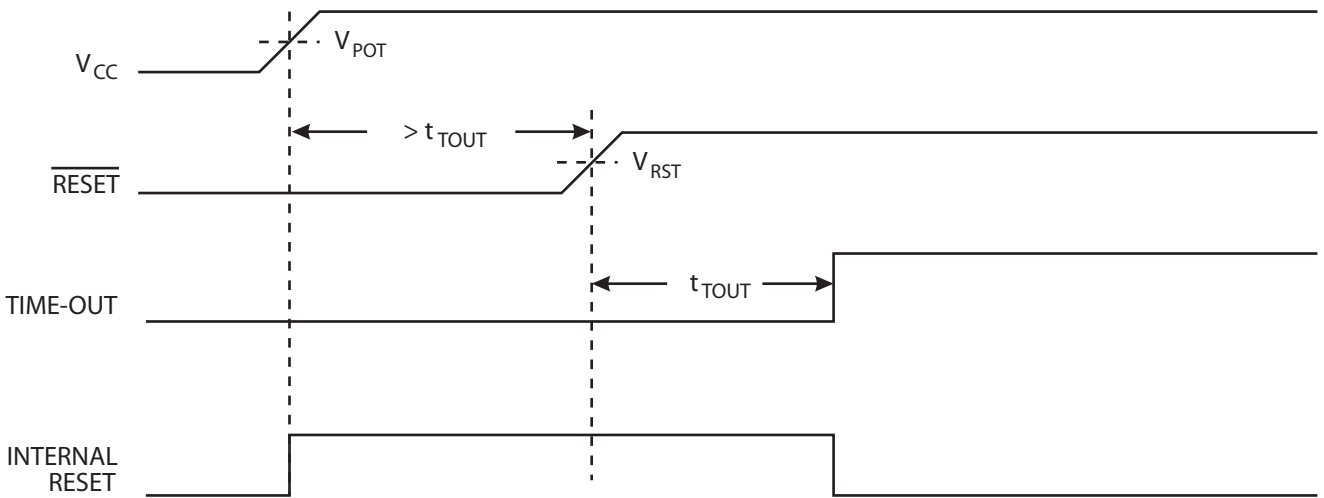 V_CC
V_POT
> t_TOUT
RESET
V_RST
TIME-OUT
t_TOUT
INTERNAL
RESET